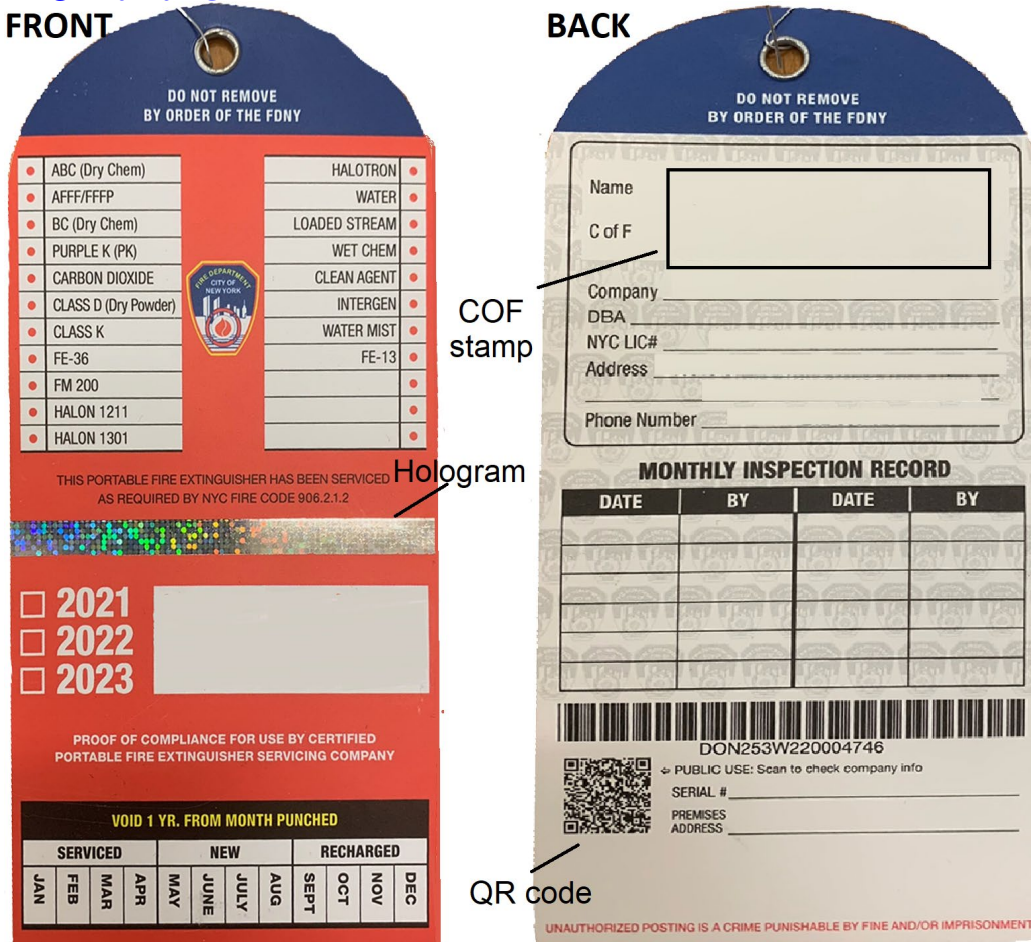 FRONT
DO NOT REMOVE
BY ORDER OF THE FDNY
ABC (Dry Chem)
AFFF/FFFP
BC (Dry Chem)
PURPLE K (PK)
CARBON DIOXIDE
CLASS D (Dry Powder)
CLASS K
FE-36
FM 200
HALON 1211
HALON 1301
HALOTRON
WATER
LOADED STREAM
WET CHEM
CLEAN AGENT
INTERGEN
WATER MIST
FE-13
FIRE DEPARTMENT
CITY OF
NEW YORK
THIS PORTABLE FIRE EXTINGUISHER HAS BEEN SERVICED
AS REQUIRED BY NYC FIRE CODE 906.2.1.2
Hologram
2021
2022
2023
PROOF OF COMPLIANCE FOR USE BY CERTIFIED
PORTABLE FIRE EXTINGUISHER SERVICING COMPANY
VOID 1 YR. FROM MONTH PUNCHED
SERVICED NEW RECHARGED
JAN FEB MAR APR MAY JUNE JULY AUG SEPT OCT NOV DEC
BACK
DO NOT REMOVE
BY ORDER OF THE FDNY
Name
C of F
COF
stamp
Company
DBA
NYC LIC#
Address
Phone Number
MONTHLY INSPECTION RECORD
DATE BY DATE BY
DON253W220004746
PUBLIC USE: Scan to check company info
SERIAL #
PREMISES
ADDRESS
QR code
UNAUTHORIZED POSTING IS A CRIME PUNISHABLE BY FINE AND/OR IMPRISONMENT